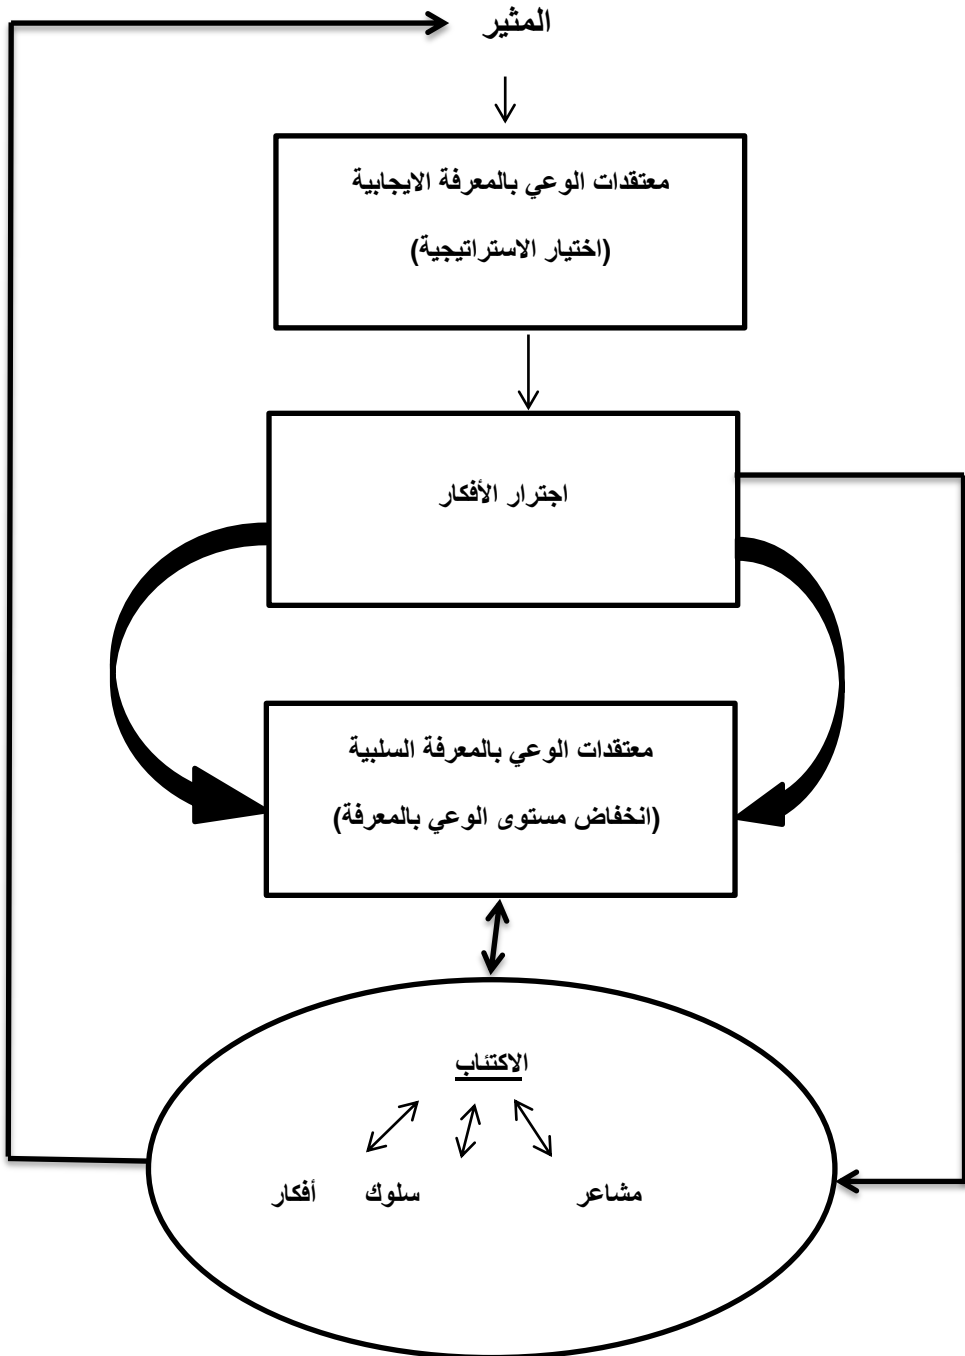 المثير
معتقدات الوعي بالمعرفة الايجابية
(اختيار الاستراتيجية)
اجترار الأفكار
معتقدات الوعي بالمعرفة السلبية
(انخفاض مستوى الوعي بالمعرفة)
الاكتئاب
مشاعر سلوك أفكار